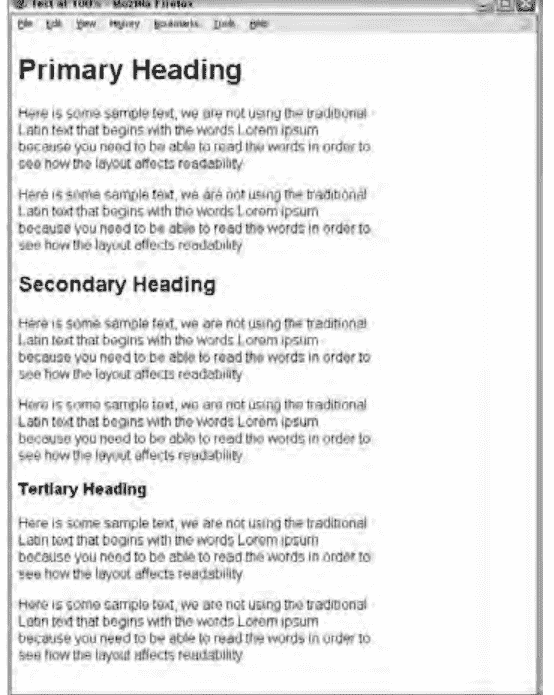 Test at 100% - Mozilla Firefox
File Edit View History Bookmarks Tools Help
Primary Heading
Here is some sample text, we are not using the traditional
Latin text that begins with the words Lorem ipsum
because you need to be able to read the words in order to
see how the layout affects readability
Here is some sample text, we are not using the traditional
Latin text that begins with the words Lorem ipsum
because you need to be able to read the words in order to
see how the layout affects readability
Secondary Heading
Here is some sample text, we are not using the traditional
Latin text that begins with the words Lorem ipsum
because you need to be able to read the words in order to
see how the layout affects readability
Here is some sample text, we are not using the traditional
Latin text that begins with the words Lorem ipsum
because you need to be able to read the words in order to
see how the layout affects readability
Tertiary Heading
Here is some sample text, we are not using the traditional
Latin text that begins with the words Lorem ipsum
because you need to be able to read the words in order to
see how the layout affects readability
Here is some sample text, we are not using the traditional
Latin text that begins with the words Lorem ipsum
because you need to be able to read the words in order to
see how the layout affects readability